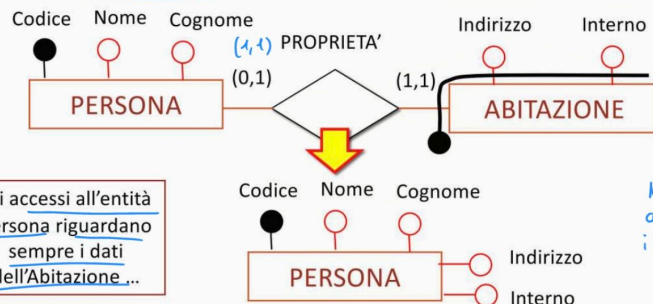 Codice Nome Cognome
Indirizzo Interno
(1,1) PROPRIETA'
(0,1)
(1,1)
PERSONA
ABITAZIONE
i accessi all'entità
ersona riguardano
sempre i dati
dell'Abitazione ...
Codice Nome Cognome
Indirizzo
PERSONA
Interno